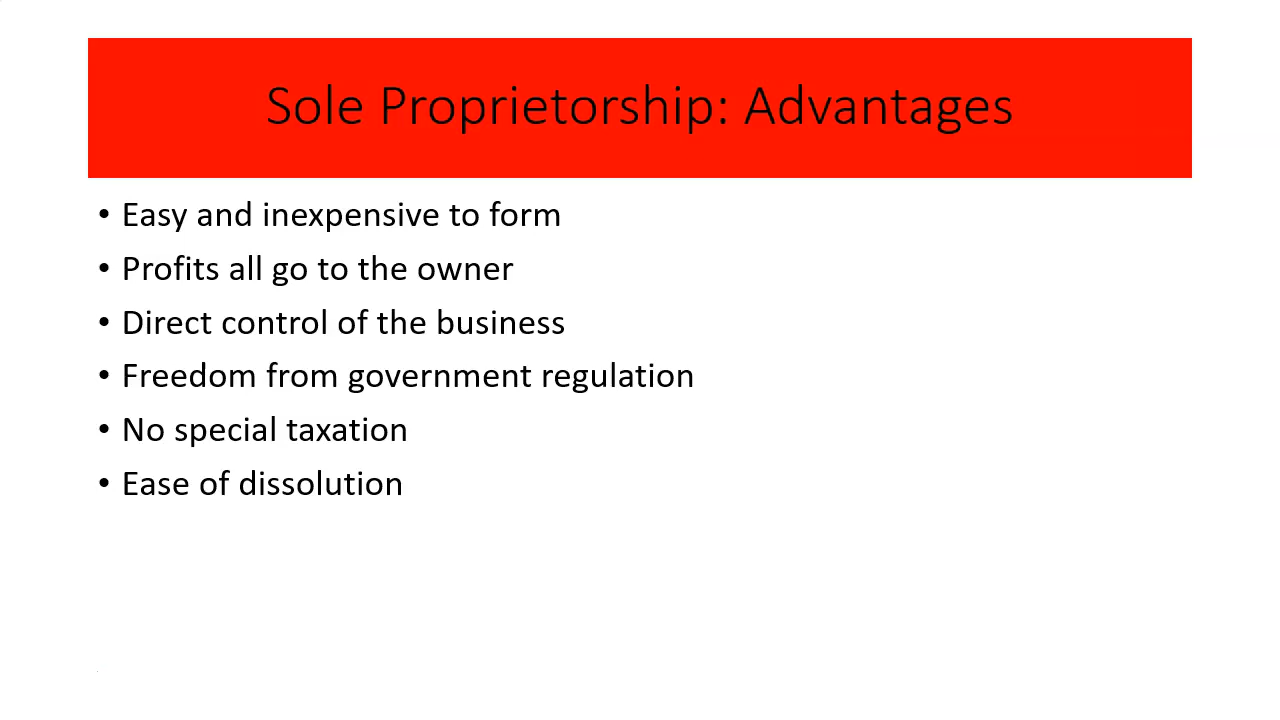 Sole Proprietorship: Advantages
• Easy and inexpensive to form
• Profits all go to the owner
• Direct control of the business
• Freedom from government regulation
• No special taxation
• Ease of dissolution